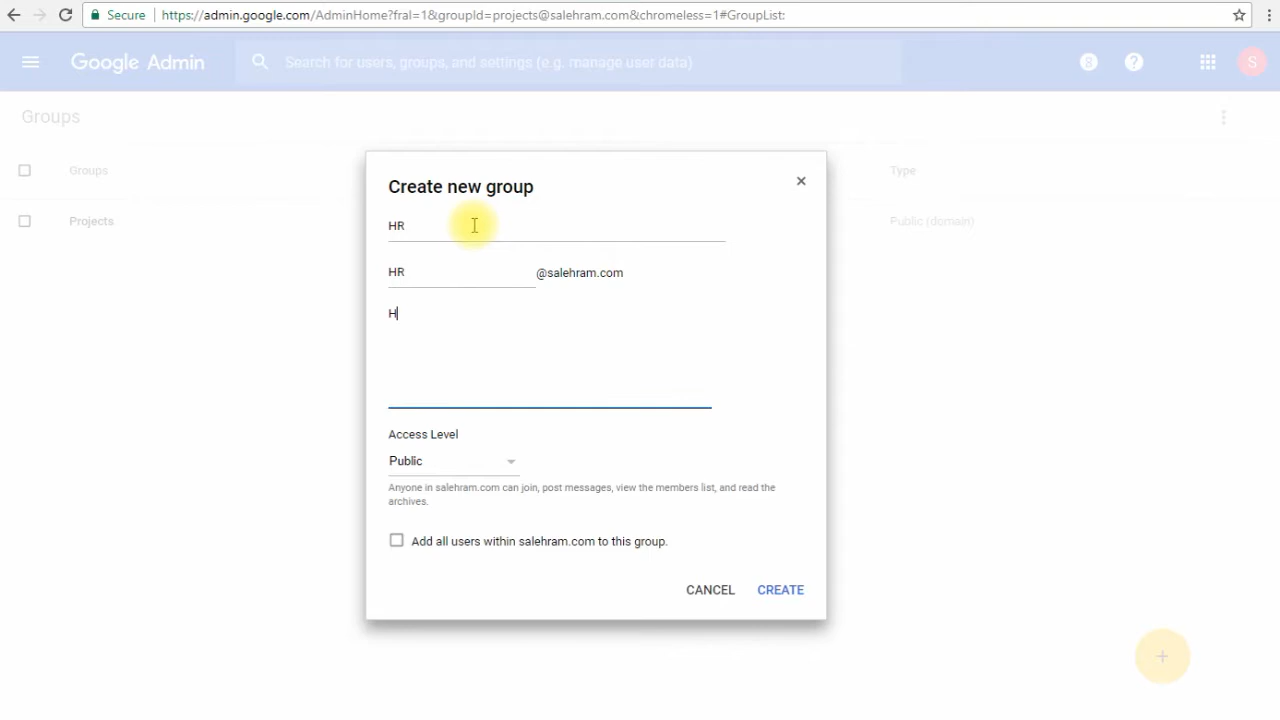 Secure https://admin.google.com/AdminHome?fral=1&groupId=projects@salehram.com&chromeless=1#GroupList:
Google Admin Search for users, groups, and settings (e.g. manage user data) 8 ? S
Groups
Groups Type
Projects Public (domain)
Create new group
HR
HR @salehram.com
H
Access Level
Public
Anyone in salehram.com can join, post messages, view the members list, and read the
archives.
Add all users within salehram.com to this group.
CANCEL CREATE